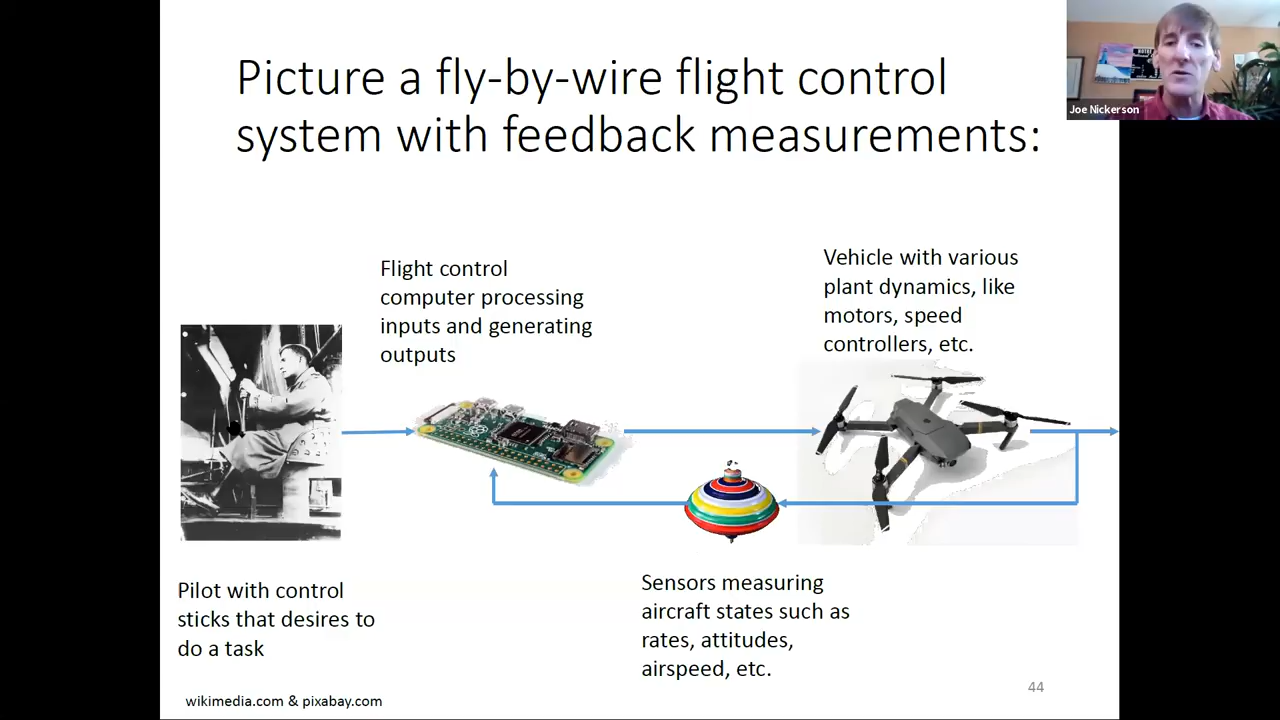 Picture a fly-by-wire flight control
system with feedback measurements:
Joe Nickerson
Flight control
computer processing
inputs and generating
outputs
Vehicle with various
plant dynamics, like
motors, speed
controllers, etc.
Pilot with control
sticks that desires to
do a task
Sensors measuring
aircraft states such as
rates, attitudes,
airspeed, etc.
wikimedia.com & pixabay.com
44